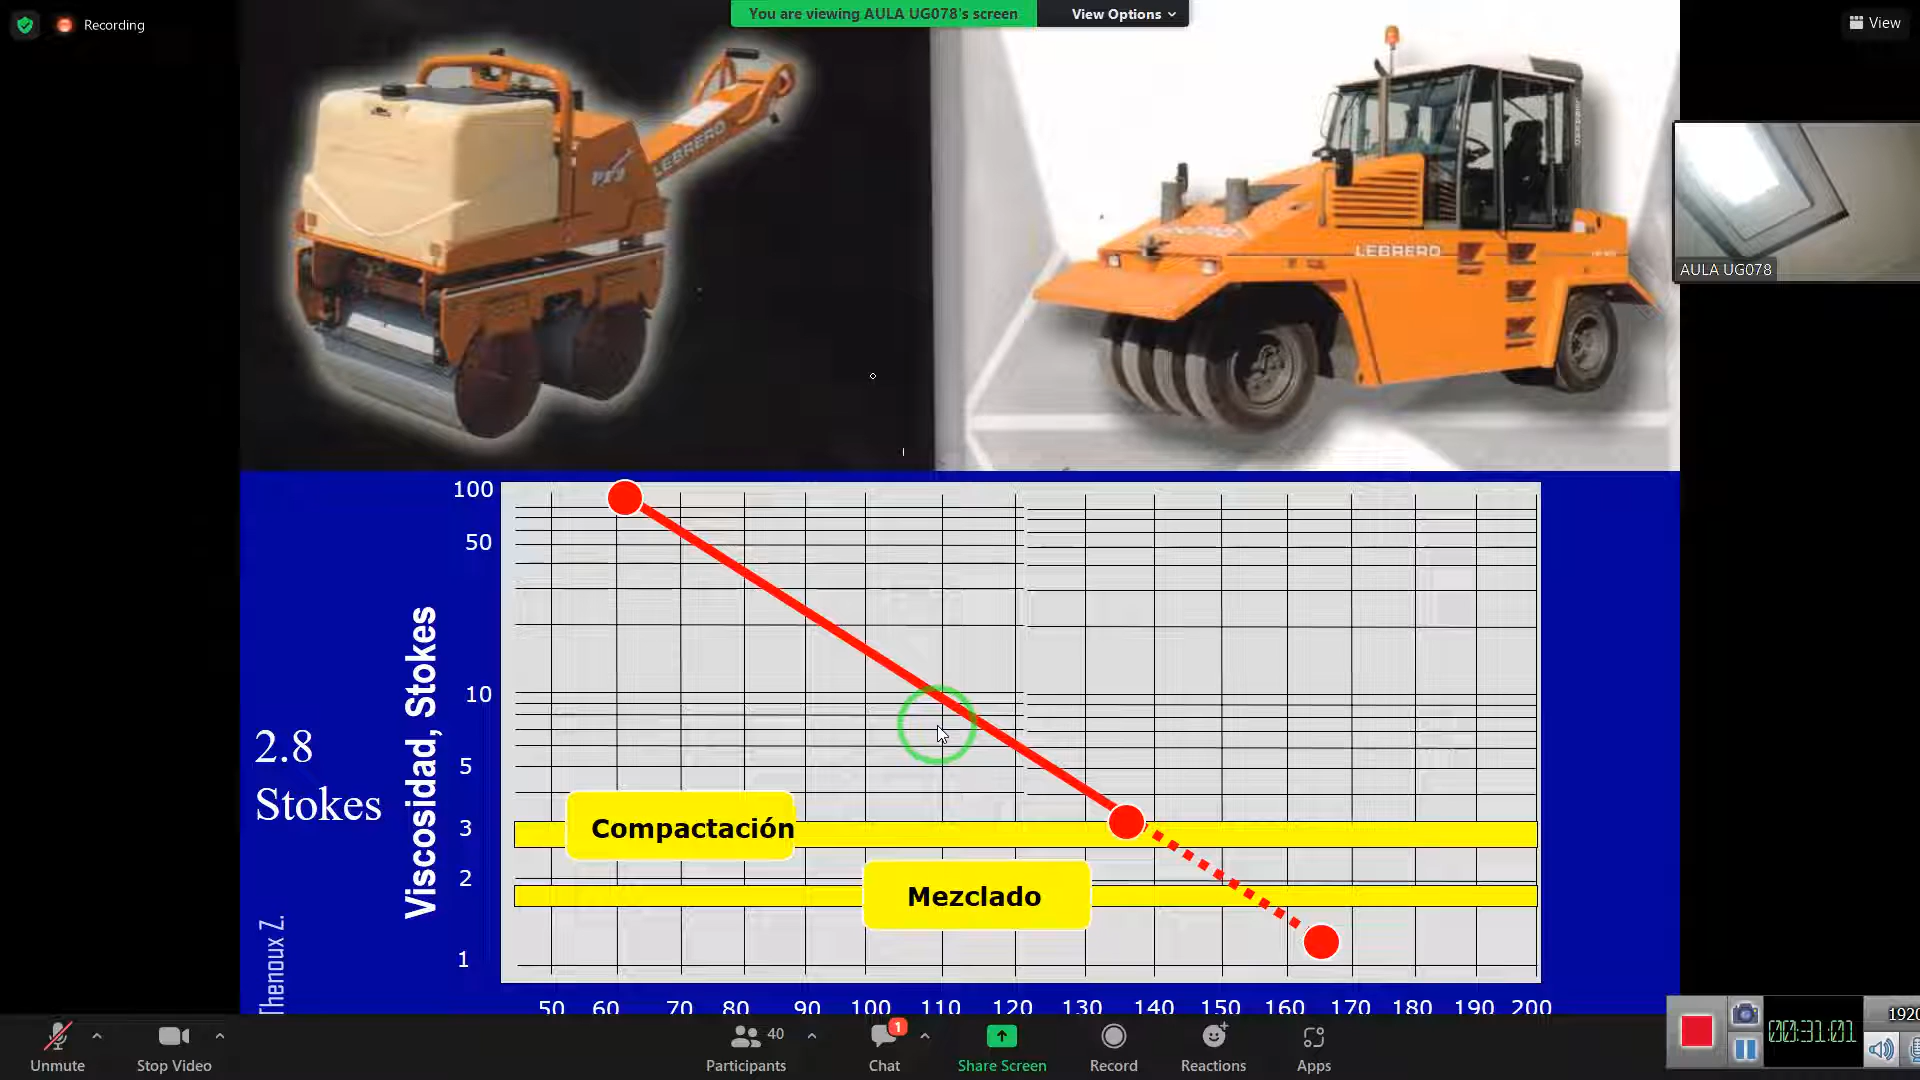 Recording
You are viewing AULA UG078's screen
View Options
View
LEBRERO
LEBRERO
AULA UG078
100
50
10
5
3
2
1
Viscosidad, Stokes
2.8
Stokes
Compactación
Mezclado
Thenoux Z.
50 60 70 80 90 100 110 120 130 140 150 160 170 180 190 200
Unmute
Stop Video
40
Participants
1
Chat
Share Screen
Record
Reactions
Apps
00:31:01
1920